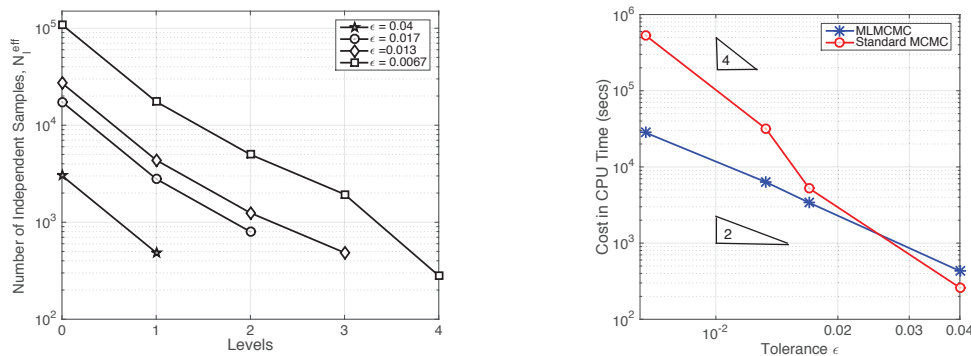 10^5
10^4
10^3
10^2
0
1
2
3
4
Levels
Number of Independent Samples, N_l^eff
ϵ = 0.04
ϵ = 0.017
ϵ =0.013
ϵ = 0.0067
10^6
10^5
10^4
10^3
10^2
10^-2
0.02
0.03
0.04
Tolerance ϵ
Cost in CPU Time (secs)
MLMCMC
Standard MCMC
4
2